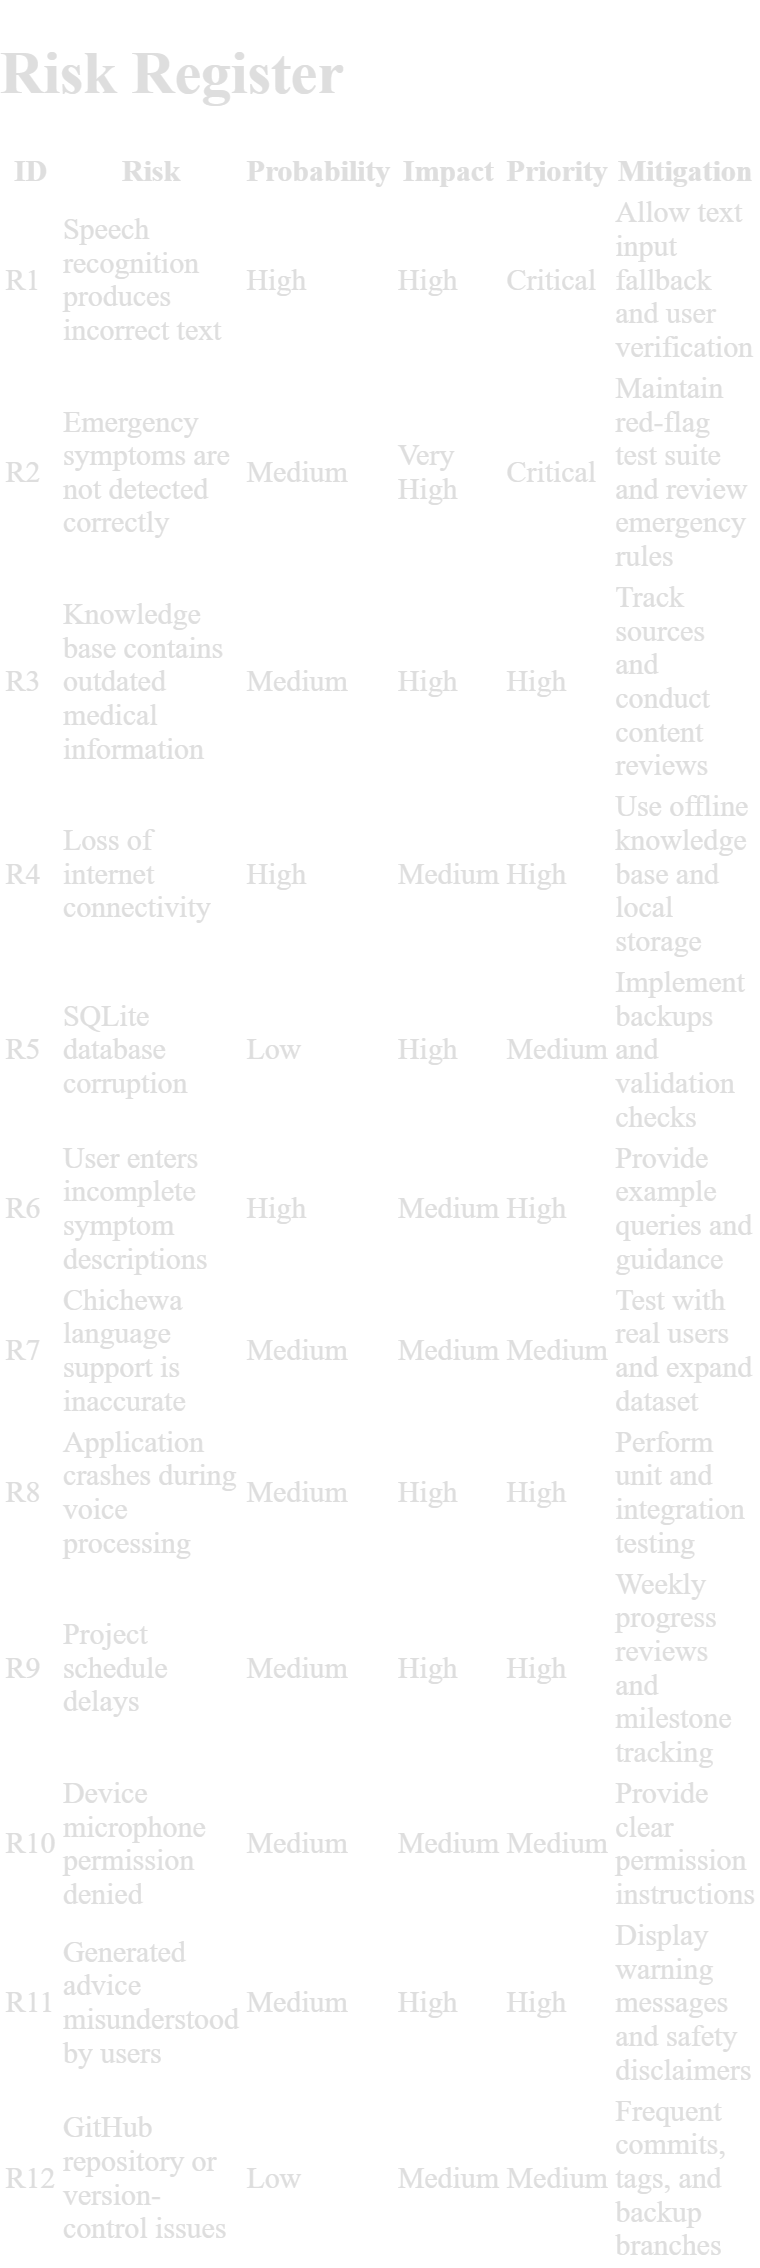 Risk Register
ID Risk Probability Impact Priority Mitigation
R1 Speech recognition produces incorrect text High High Critical Allow text input fallback and user verification
R2 Emergency symptoms are not detected correctly Medium Very High Critical Maintain red-flag test suite and review emergency rules
R3 Knowledge base contains outdated medical information Medium High High Track sources and conduct content reviews
R4 Loss of internet connectivity High Medium High Use offline knowledge base and local storage
R5 SQLite database corruption Low High Medium Implement backups and validation checks
R6 User enters incomplete symptom descriptions High Medium High Provide example queries and guidance
R7 Chichewa language support is inaccurate Medium Medium Medium Test with real users and expand dataset
R8 Application crashes during voice processing Medium High High Perform unit and integration testing
R9 Project schedule delays Medium High High Weekly progress reviews and milestone tracking
R10 Device microphone permission denied Medium Medium Medium Provide clear permission instructions
R11 Generated advice misunderstood by users Medium High High Display warning messages and safety disclaimers
R12 GitHub repository or version-control issues Low Medium Medium Frequent commits, tags, and backup branches